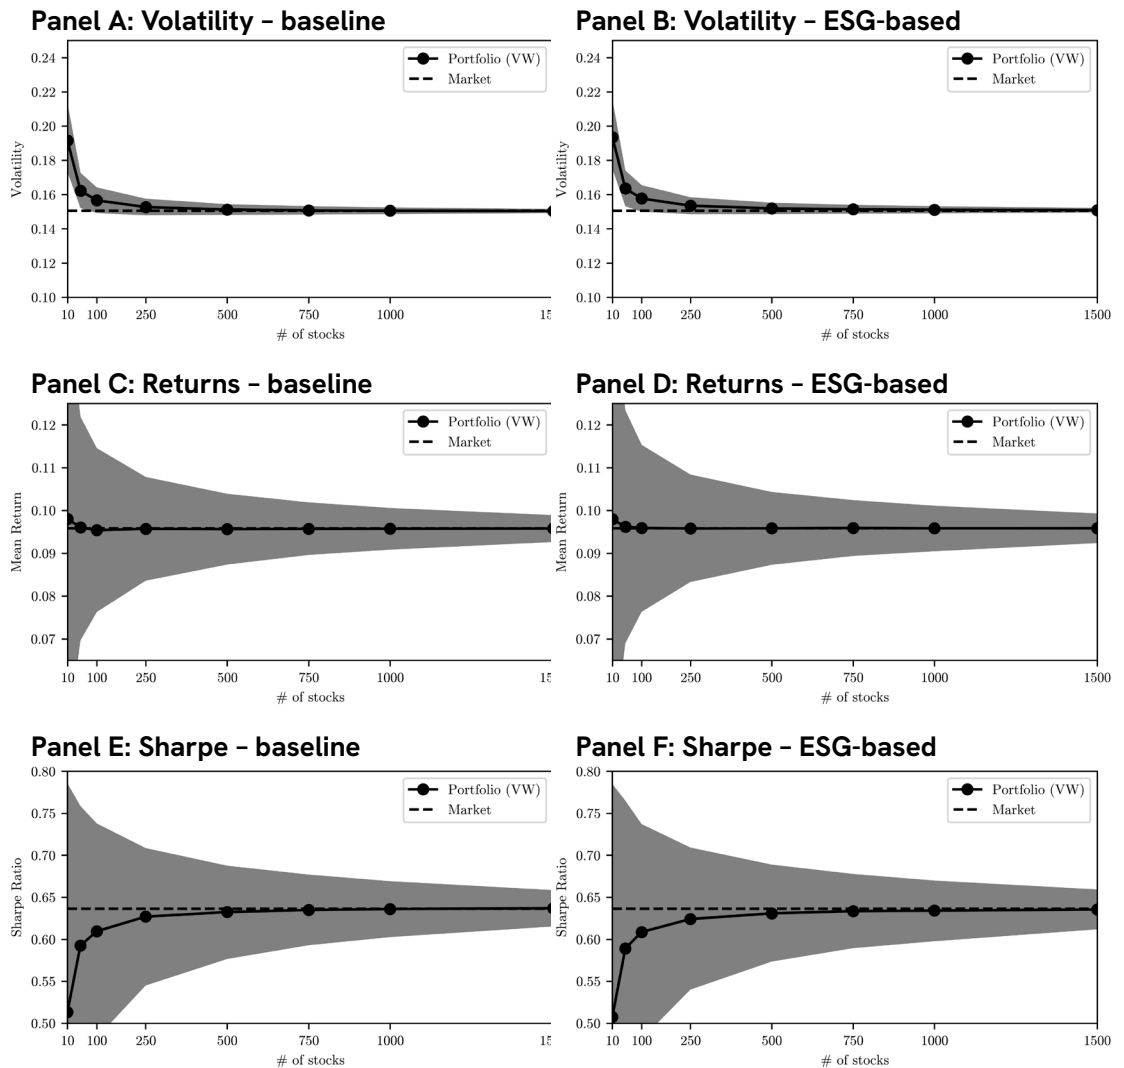 Panel A: Volatility – baseline
Portfolio (VW)
Market
0.24
0.22
0.20
0.18
0.16
0.14
0.12
0.10
Volatility
10 100 250 500 750 1000 15
# of stocks
Panel B: Volatility – ESG-based
Portfolio (VW)
Market
0.24
0.22
0.20
0.18
0.16
0.14
0.12
0.10
Volatility
10 100 250 500 750 1000 1500
# of stocks
Panel C: Returns – baseline
Portfolio (VW)
Market
0.12
0.11
0.10
0.09
0.08
0.07
Mean Return
10 100 250 500 750 1000 15
# of stocks
Panel D: Returns – ESG-based
Portfolio (VW)
Market
0.12
0.11
0.10
0.09
0.08
0.07
Mean Return
10 100 250 500 750 1000 1500
# of stocks
Panel E: Sharpe – baseline
Portfolio (VW)
Market
0.80
0.75
0.70
0.65
0.60
0.55
0.50
Sharpe Ratio
10 100 250 500 750 1000 15
# of stocks
Panel F: Sharpe – ESG-based
Portfolio (VW)
Market
0.80
0.75
0.70
0.65
0.60
0.55
0.50
Sharpe Ratio
10 100 250 500 750 1000 1500
# of stocks